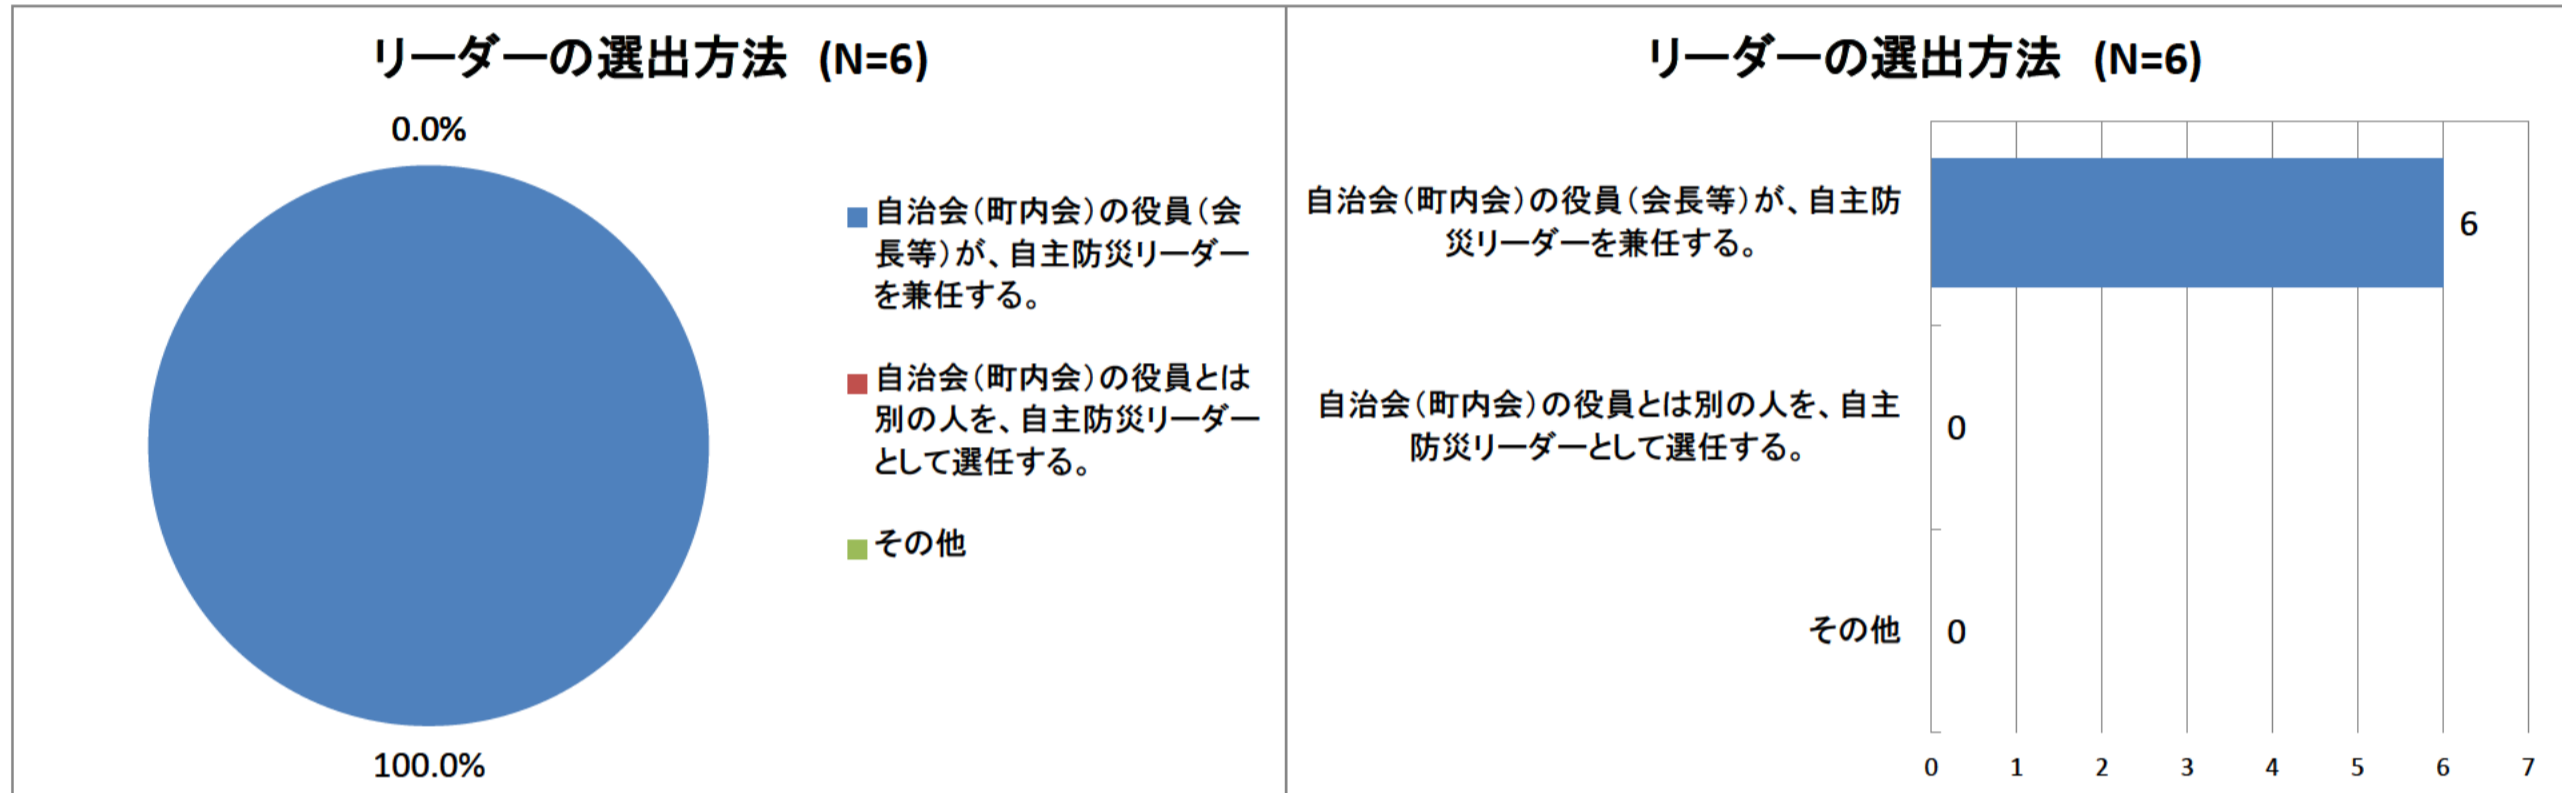 リーダーの選出方法 (N=6)
0.0%
100.0%
自治会（町内会）の役員（会
長等）が、自主防災リーダー
を兼任する。
自治会（町内会）の役員とは
別の人を、自主防災リーダー
として選任する。
その他
リーダーの選出方法 (N=6)
自治会（町内会）の役員（会長等）が、自主防
災リーダーを兼任する。
6
自治会（町内会）の役員とは別の人を、自主
防災リーダーとして選任する。
0
その他
0
0 1 2 3 4 5 6 7